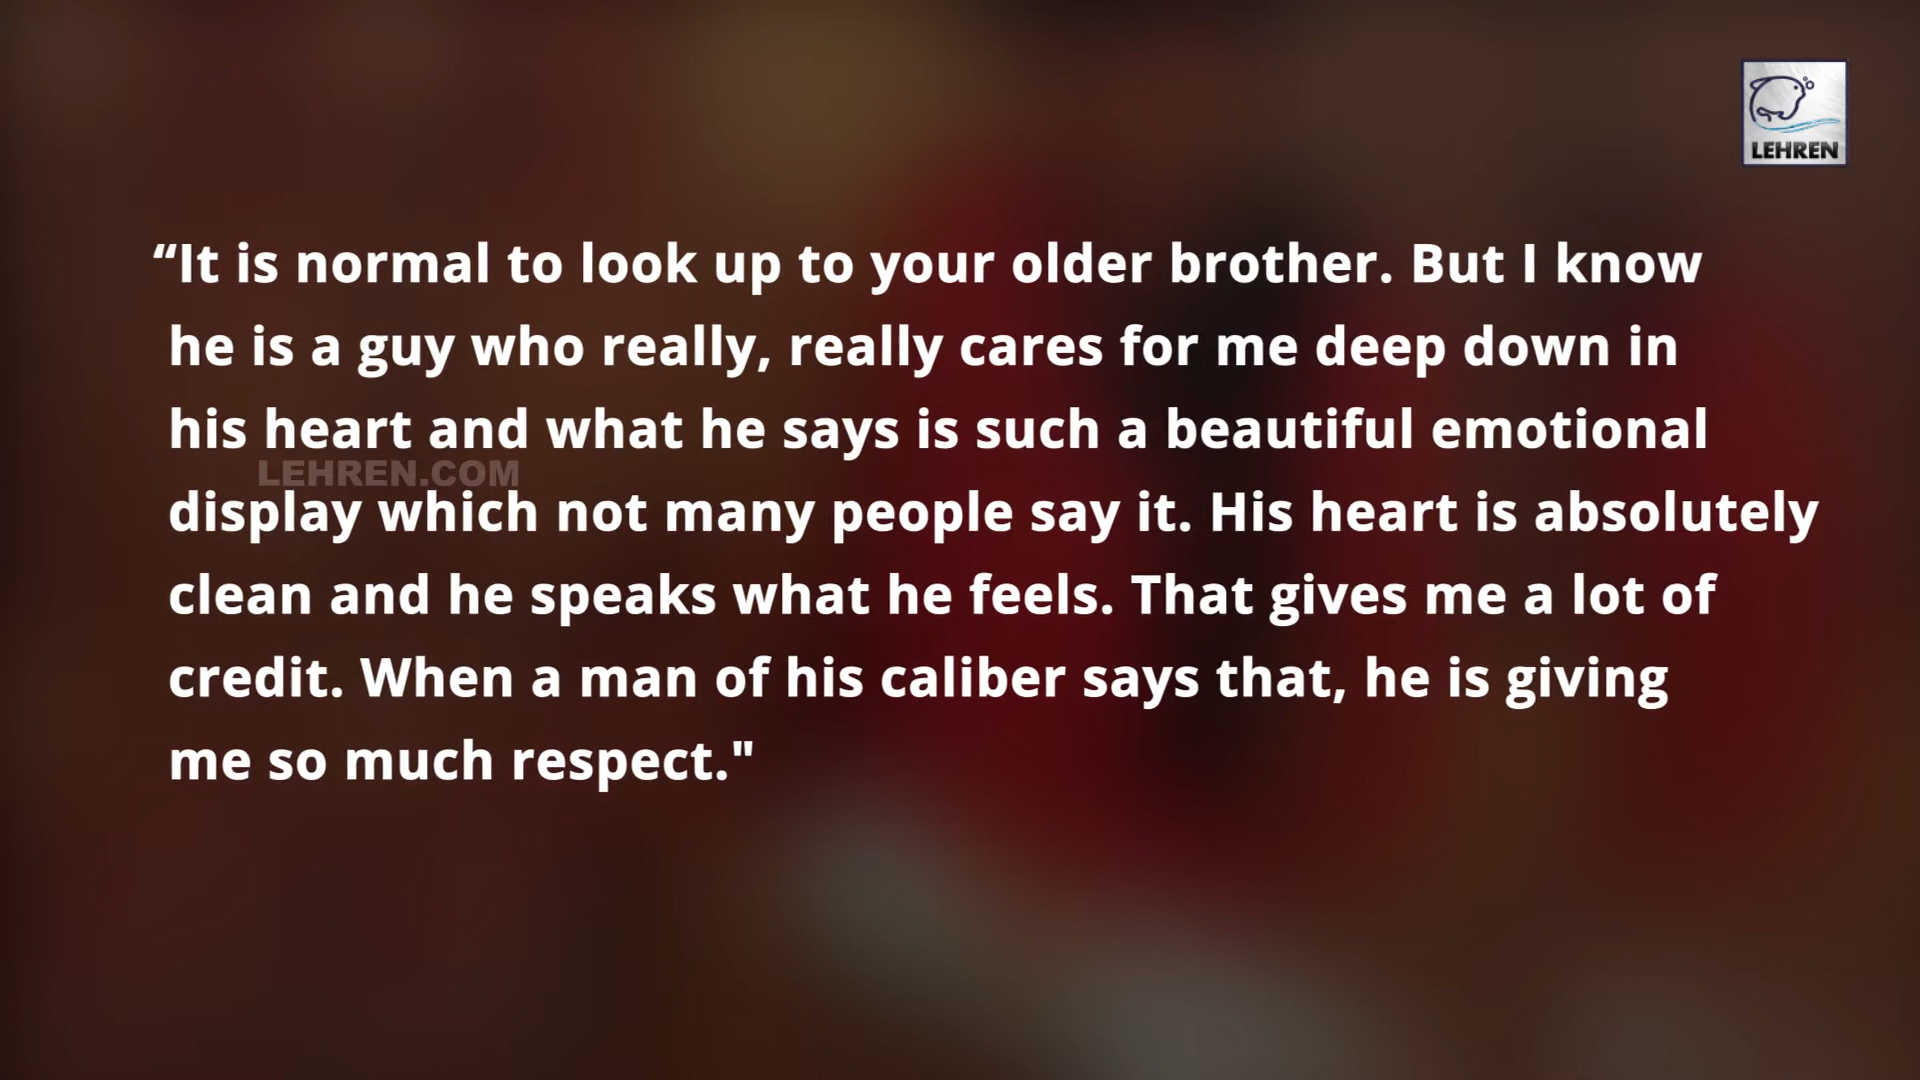 LEHREN
“It is normal to look up to your older brother. But I know
he is a guy who really, really cares for me deep down in
his heart and what he says is such a beautiful emotional
LEHREN.COM
display which not many people say it. His heart is absolutely
clean and he speaks what he feels. That gives me a lot of
credit. When a man of his caliber says that, he is giving
me so much respect."